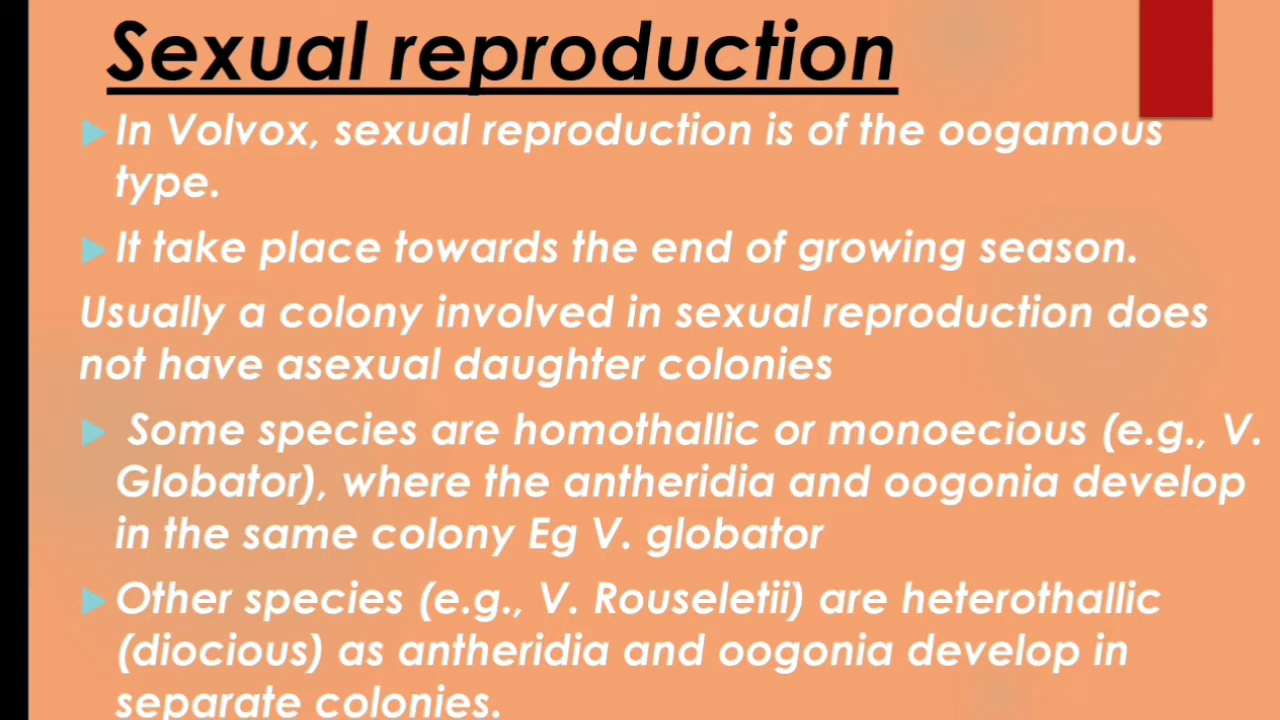 Sexual reproduction
In Volvox, sexual reproduction is of the oogamous
type.
It take place towards the end of growing season.
Usually a colony involved in sexual reproduction does
not have asexual daughter colonies
Some species are homothallic or monoecious (e.g., V.
Globator), where the antheridia and oogonia develop
in the same colony Eg V. globator
Other species (e.g., V. Rouseletii) are heterothallic
(diocious) as antheridia and oogonia develop in
separate colonies.